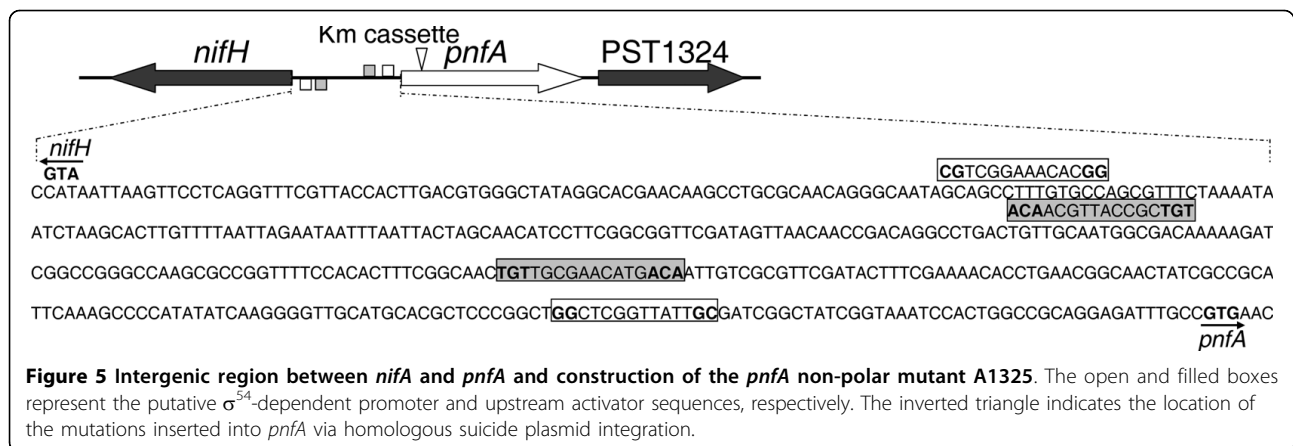 Km cassette
nifH
pnfA
PST1324
nifH
GTA
CGTCGGAAACACGG
CCATAATTAAGTTCCTCAGGTTTCGTTACCACTTGACGTGGGCTATAGGCACGAACAAGCCTGCGCAACAGGGCAATAGCAGCCTTTGTGCCAGCGTTTCTAAAATA
ACAACGTTACCGCTGT
ATCTAAGCACTTGTTTTAATTAGAATAATTTAATTACTAGCAACATCCTTCGGCGGTTCGATAGTTAACAACCGACAGGCCTGACTGTTGCAATGGCGACAAAAAGAT
CGGCCGGGCCAAGCGCCGGTTTTCCACACTTTCGGCAACTGTTGCGAACATGACAATTGTCGCGTTCGATACTTTCGAAAACACCTGAACGGCAACTATCGCCGCA
TTCAAAGCCCCATATATCAAGGGGTTGCATGCACGCTCCCGGCTGGCTCGGTTATTGCGATCGGCTATCGGTAAATCCACTGGCCGCAGGAGATTTGCCGTGAAC
pnfA
Figure 5 Intergenic region between nifA and pnfA and construction of the pnfA non-polar mutant A1325. The open and filled boxes
represent the putative σ54-dependent promoter and upstream activator sequences, respectively. The inverted triangle indicates the location of
the mutations inserted into pnfA via homologous suicide plasmid integration.